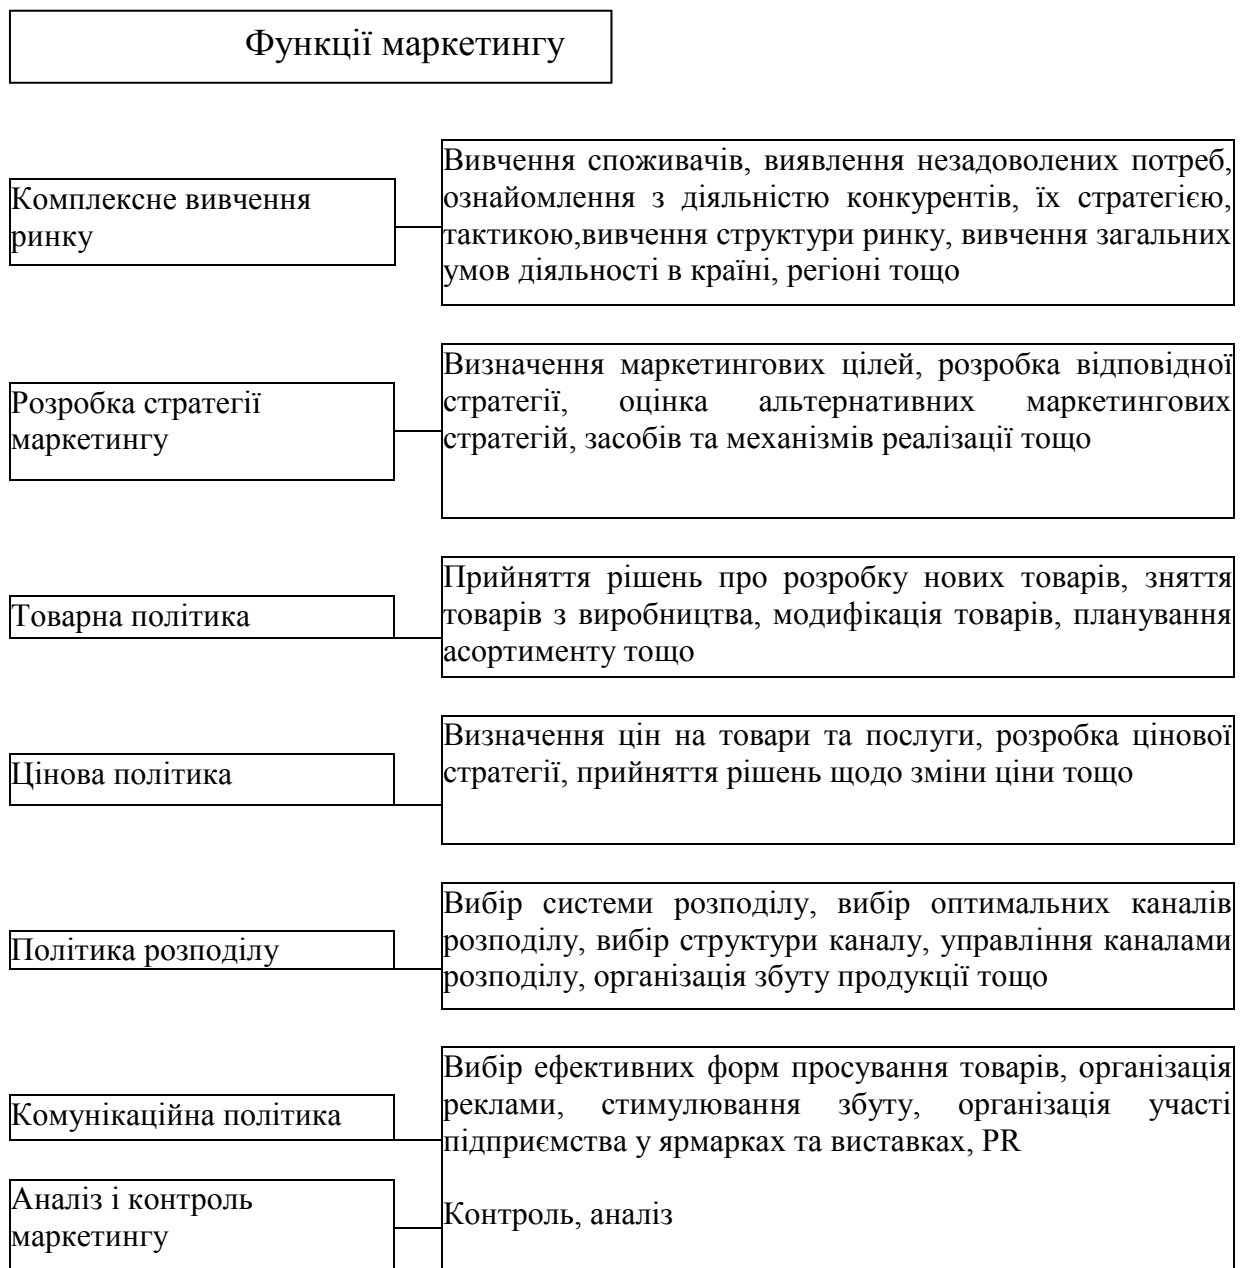 Функції маркетингу
Комплексне вивчення
ринку
Вивчення споживачів, виявлення незадоволених потреб,
ознайомлення з діяльністю конкурентів, їх стратегією,
тактикою,вивчення структури ринку, вивчення загальних
умов діяльності в країні, регіоні тощо
Розробка стратегії
маркетингу
Визначення маркетингових цілей, розробка відповідної
стратегії, оцінка альтернативних маркетингових
стратегій, засобів та механізмів реалізації тощо
Товарна політика
Прийняття рішень про розробку нових товарів, зняття
товарів з виробництва, модифікація товарів, планування
асортименту тощо
Цінова політика
Визначення цін на товари та послуги, розробка цінової
стратегії, прийняття рішень щодо зміни ціни тощо
Політика розподілу
Вибір системи розподілу, вибір оптимальних каналів
розподілу, вибір структури каналу, управління каналами
розподілу, організація збуту продукції тощо
Комунікаційна політика
Вибір ефективних форм просування товарів, організація
реклами, стимулювання збуту, організація участі
підприємства у ярмарках та виставках, PR
Аналіз і контроль
маркетингу
Контроль, аналіз